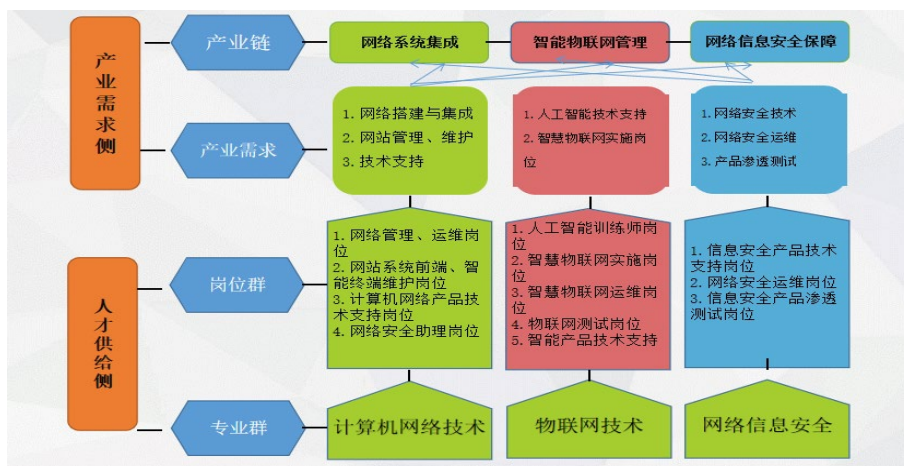 产业需求侧
产业链
网络系统集成
智能物联网管理
网络信息安全保障
产业需求
1. 网络搭建与集成
2. 网站管理、维护
3. 技术支持
1. 人工智能技术支持
2. 智慧物联网实施岗
位
1. 网络安全技术
2. 网络安全运维
3. 产品渗透测试
人才供给侧
岗位群
1. 网络管理、运维岗
位
2. 网站系统前端、智
能终端维护岗位
3. 计算机网络产品技
术支持岗位
4. 网络安全助理岗位
1. 人工智能训练师岗
位
2. 智慧物联网实施岗
位
3. 智慧物联网运维岗
位
4. 物联网测试岗位
5. 智能产品技术支持
1. 信息安全产品技术
支持岗位
2. 网络安全运维岗位
3. 信息安全产品渗透
测试岗位
专业群
计算机网络技术
物联网技术
网络信息安全